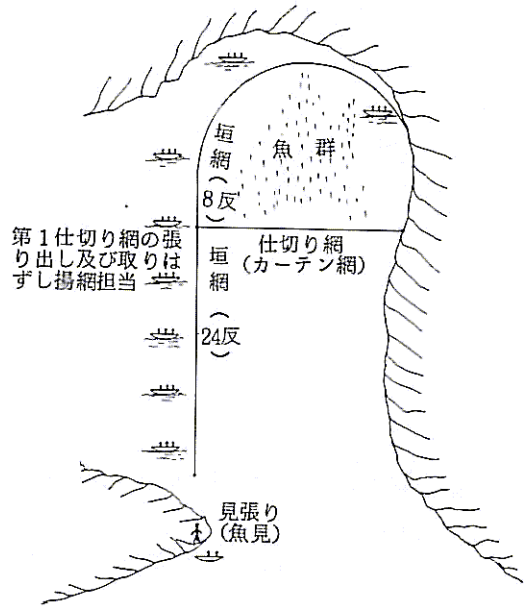 垣網(8反)
魚群
仕切り網
(カーテン網)
第1仕切り網の張
り出し及び取りは
ずし揚網担当
垣網(24反)
見張り
(魚見)